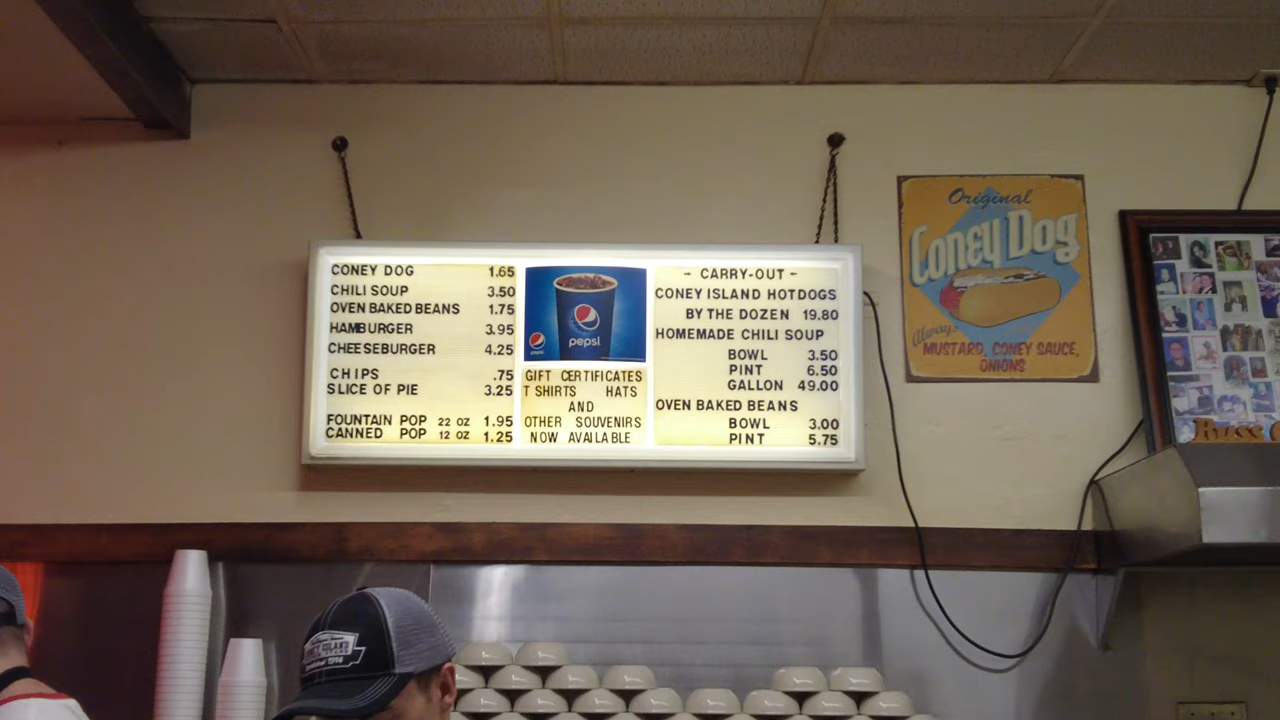 CONEY DOG 1.65
CHILI SOUP 3.50
OVEN BAKED BEANS 1.75
HAMBURGER 3.95
CHEESEBURGER 4.25
CHIPS .75
SLICE OF PIE 3.25
FOUNTAIN POP 22 OZ 1.95
CANNED POP 12 OZ 1.25
pepsi
pepsi
GIFT CERTIFICATES
T SHIRTS HATS
AND
OTHER SOUVENIRS
NOW AVAILABLE
- CARRY-OUT -
CONEY ISLAND HOTDOGS
BY THE DOZEN 19.80
HOMEMADE CHILI SOUP
BOWL 3.50
PINT 6.50
GALLON 49.00
OVEN BAKED BEANS
BOWL 3.00
PINT 5.75
Original
Coney Dog
Always
MUSTARD, CONEY SAUCE,
ONIONS
Russ
ISLAND